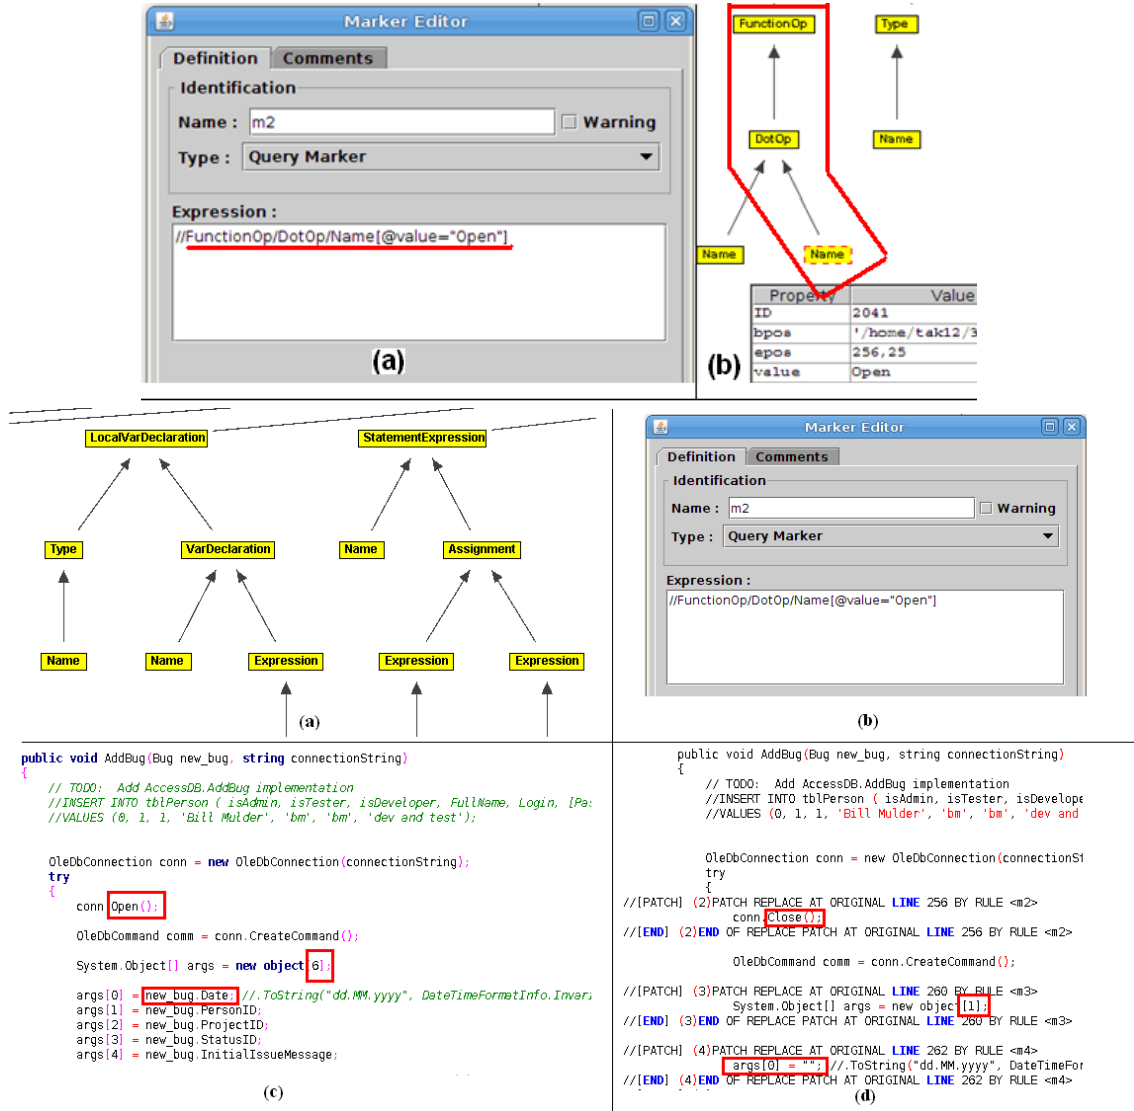 Marker Editor
Definition Comments
Identification
Name : m2 Warning
Type : Query Marker
Expression :
//FunctionOp/DotOp/Name[@value="Open"]
(a)
FunctionOp Type
DotOp Name
Name Name
Property Value
ID 2041
bpos '/home/tak12/3
epos 256,25
value Open
(b)
LocalVarDeclaration StatementExpression
Type VarDeclaration Name Assignment
Name Name Expression Expression Expression
(a)
Marker Editor
Definition Comments
Identification
Name : m2 Warning
Type : Query Marker
Expression :
//FunctionOp/DotOp/Name[@value="Open"]
(b)
public void AddBug(Bug new_bug, string connectionString)
{
// TODO: Add AccessDB.AddBug implementation
//INSERT INTO tblPerson ( isAdmin, isTester, isDeveloper, FullName, Login, [Pas
//VALUES (0, 1, 1, 'Bill Mulder', 'bm', 'bm', 'dev and test');
OleDbConnection conn = new OleDbConnection(connectionString);
try
{
conn.Open();
OleDbCommand comm = conn.CreateCommand();
System.Object[] args = new object[6];
args[0] = new_bug.Date; //.ToString("dd.MM.yyyy", DateTimeFormatInfo.Invari
args[1] = new_bug.PersonID;
args[2] = new_bug.ProjectID;
args[3] = new_bug.StatusID;
args[4] = new_bug.InitialIssueMessage;
(c)
public void AddBug(Bug new_bug, string connectionString)
{
// TODO: Add AccessDB.AddBug implementation
//INSERT INTO tblPerson ( isAdmin, isTester, isDevelope
//VALUES (0, 1, 1, 'Bill Mulder', 'bm', 'bm', 'dev and
OleDbConnection conn = new OleDbConnection(connectionSt
try
{
//[PATCH] (2)PATCH REPLACE AT ORIGINAL LINE 256 BY RULE <m2>
conn.Close();
//[END] (2)END OF REPLACE PATCH AT ORIGINAL LINE 256 BY RULE <m2>
OleDbCommand comm = conn.CreateCommand();
//[PATCH] (3)PATCH REPLACE AT ORIGINAL LINE 260 BY RULE <m3>
System.Object[] args = new object[1];
//[END] (3)END OF REPLACE PATCH AT ORIGINAL LINE 260 BY RULE <m3>
//[PATCH] (4)PATCH REPLACE AT ORIGINAL LINE 262 BY RULE <m4>
args[0] = ""; //.ToString("dd.MM.yyyy", DateTimeFor
//[END] (4)END OF REPLACE PATCH AT ORIGINAL LINE 262 BY RULE <m4>
(d)